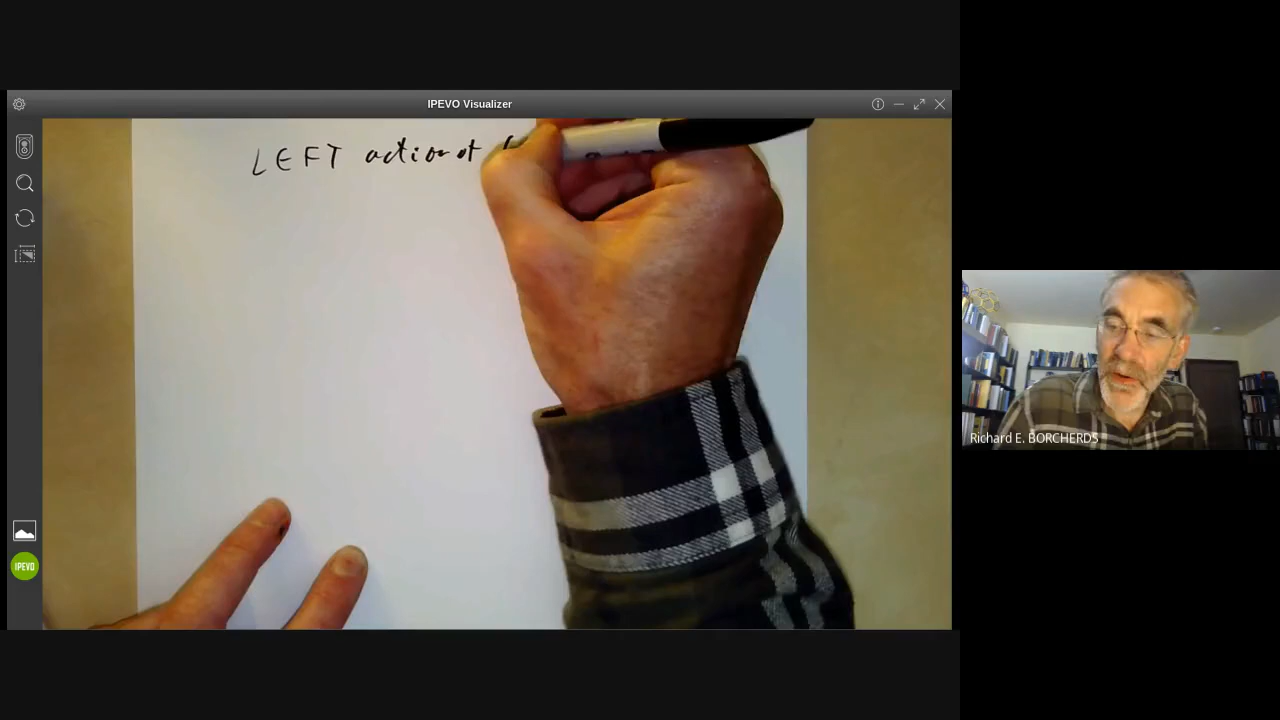 IPEVO Visualizer
LEFT action of
IPEVO
Richard E. BORCHERDS